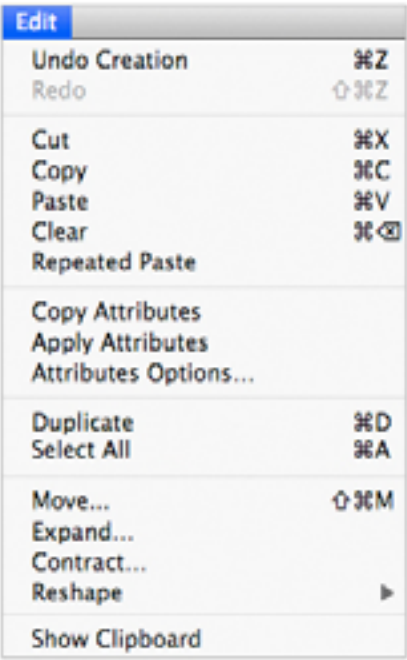 Edit
Undo Creation ⌘Z
Redo ⇧⌘Z
Cut ⌘X
Copy ⌘C
Paste ⌘V
Clear ⌘⌫
Repeated Paste
Copy Attributes
Apply Attributes
Attributes Options...
Duplicate ⌘D
Select All ⌘A
Move... ⇧⌘M
Expand...
Contract...
Reshape
Show Clipboard